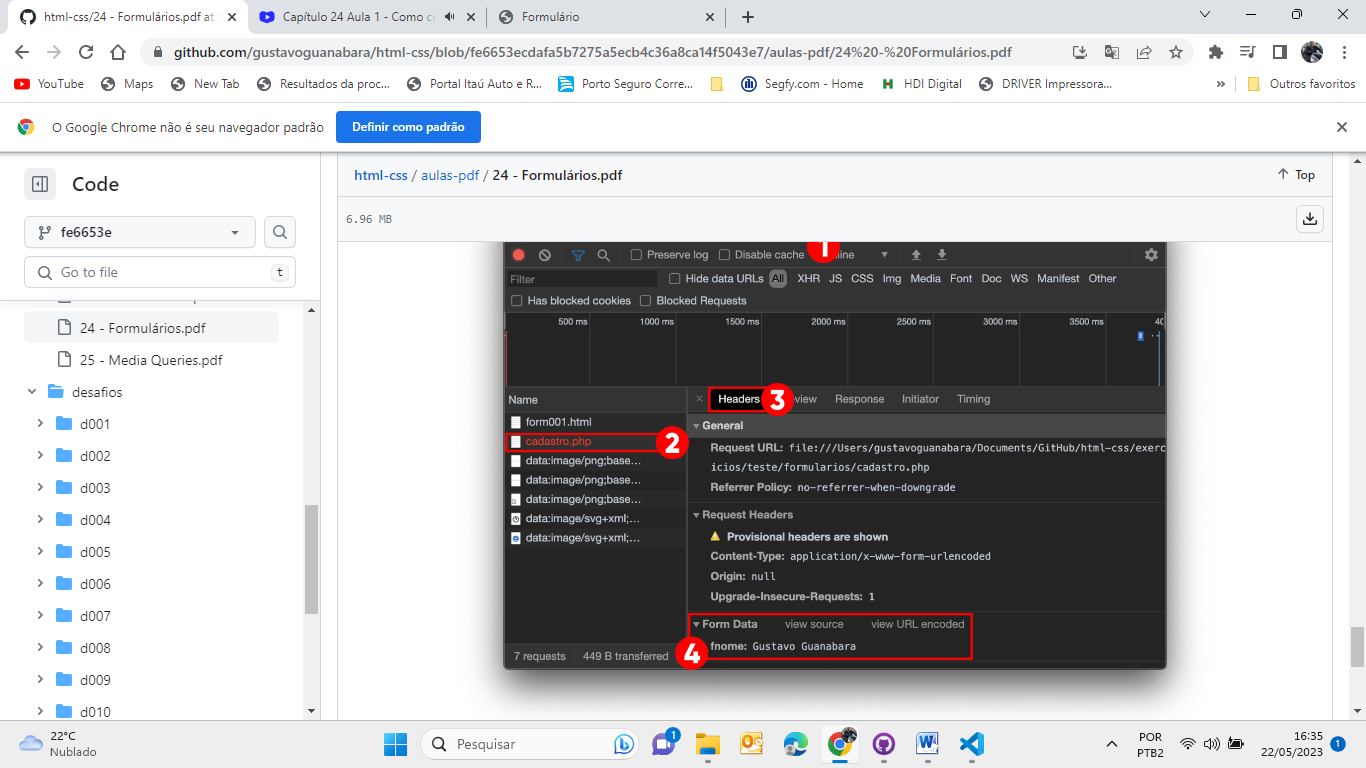 html-css/24 - Formulários.pdf at
Capítulo 24 Aula 1 - Como c
Formulário
github.com/gustavoguanabara/html-css/blob/fe6653ecdafa5b7275a5ecb4c36a8ca14f5043e7/aulas-pdf/24%20-%20Formulários.pdf
YouTube Maps New Tab Resultados da proc... Portal Itaú Auto e R... Porto Seguro Corre... Segfy.com - Home HDI Digital DRIVER Impressora... » Outros favoritos
O Google Chrome não é seu navegador padrão Definir como padrão
Code
fe6653e
Go to file t
24 - Formulários.pdf
25 - Media Queries.pdf
desafios
d001
d002
d003
d004
d005
d006
d007
d008
d009
d010
html-css / aulas-pdf / 24 - Formulários.pdf Top
6.96 MB
Preserve log Disable cache 1 ine
Filter Hide data URLs All XHR JS CSS Img Media Font Doc WS Manifest Other
Has blocked cookies Blocked Requests
500 ms 1000 ms 1500 ms 2000 ms 2500 ms 3000 ms 3500 ms 40
Name
form001.html
cadastro.php 2
data:image/png;base...
data:image/png;base...
data:image/png;base...
data:image/svg+xml;...
data:image/svg+xml;...
7 requests 449 B transferred
× Headers 3 view Response Initiator Timing
General
Request URL: file:///Users/gustavoguanabara/Documents/GitHub/html-css/exerc
icios/teste/formularios/cadastro.php
Referrer Policy: no-referrer-when-downgrade
Request Headers
Provisional headers are shown
Content-Type: application/x-www-form-urlencoded
Origin: null
Upgrade-Insecure-Requests: 1
Form Data view source view URL encoded
4 fnome: Gustavo Guanabara
22°C
Nublado
Pesquisar
1
POR
PTB2
16:35
22/05/2023
1